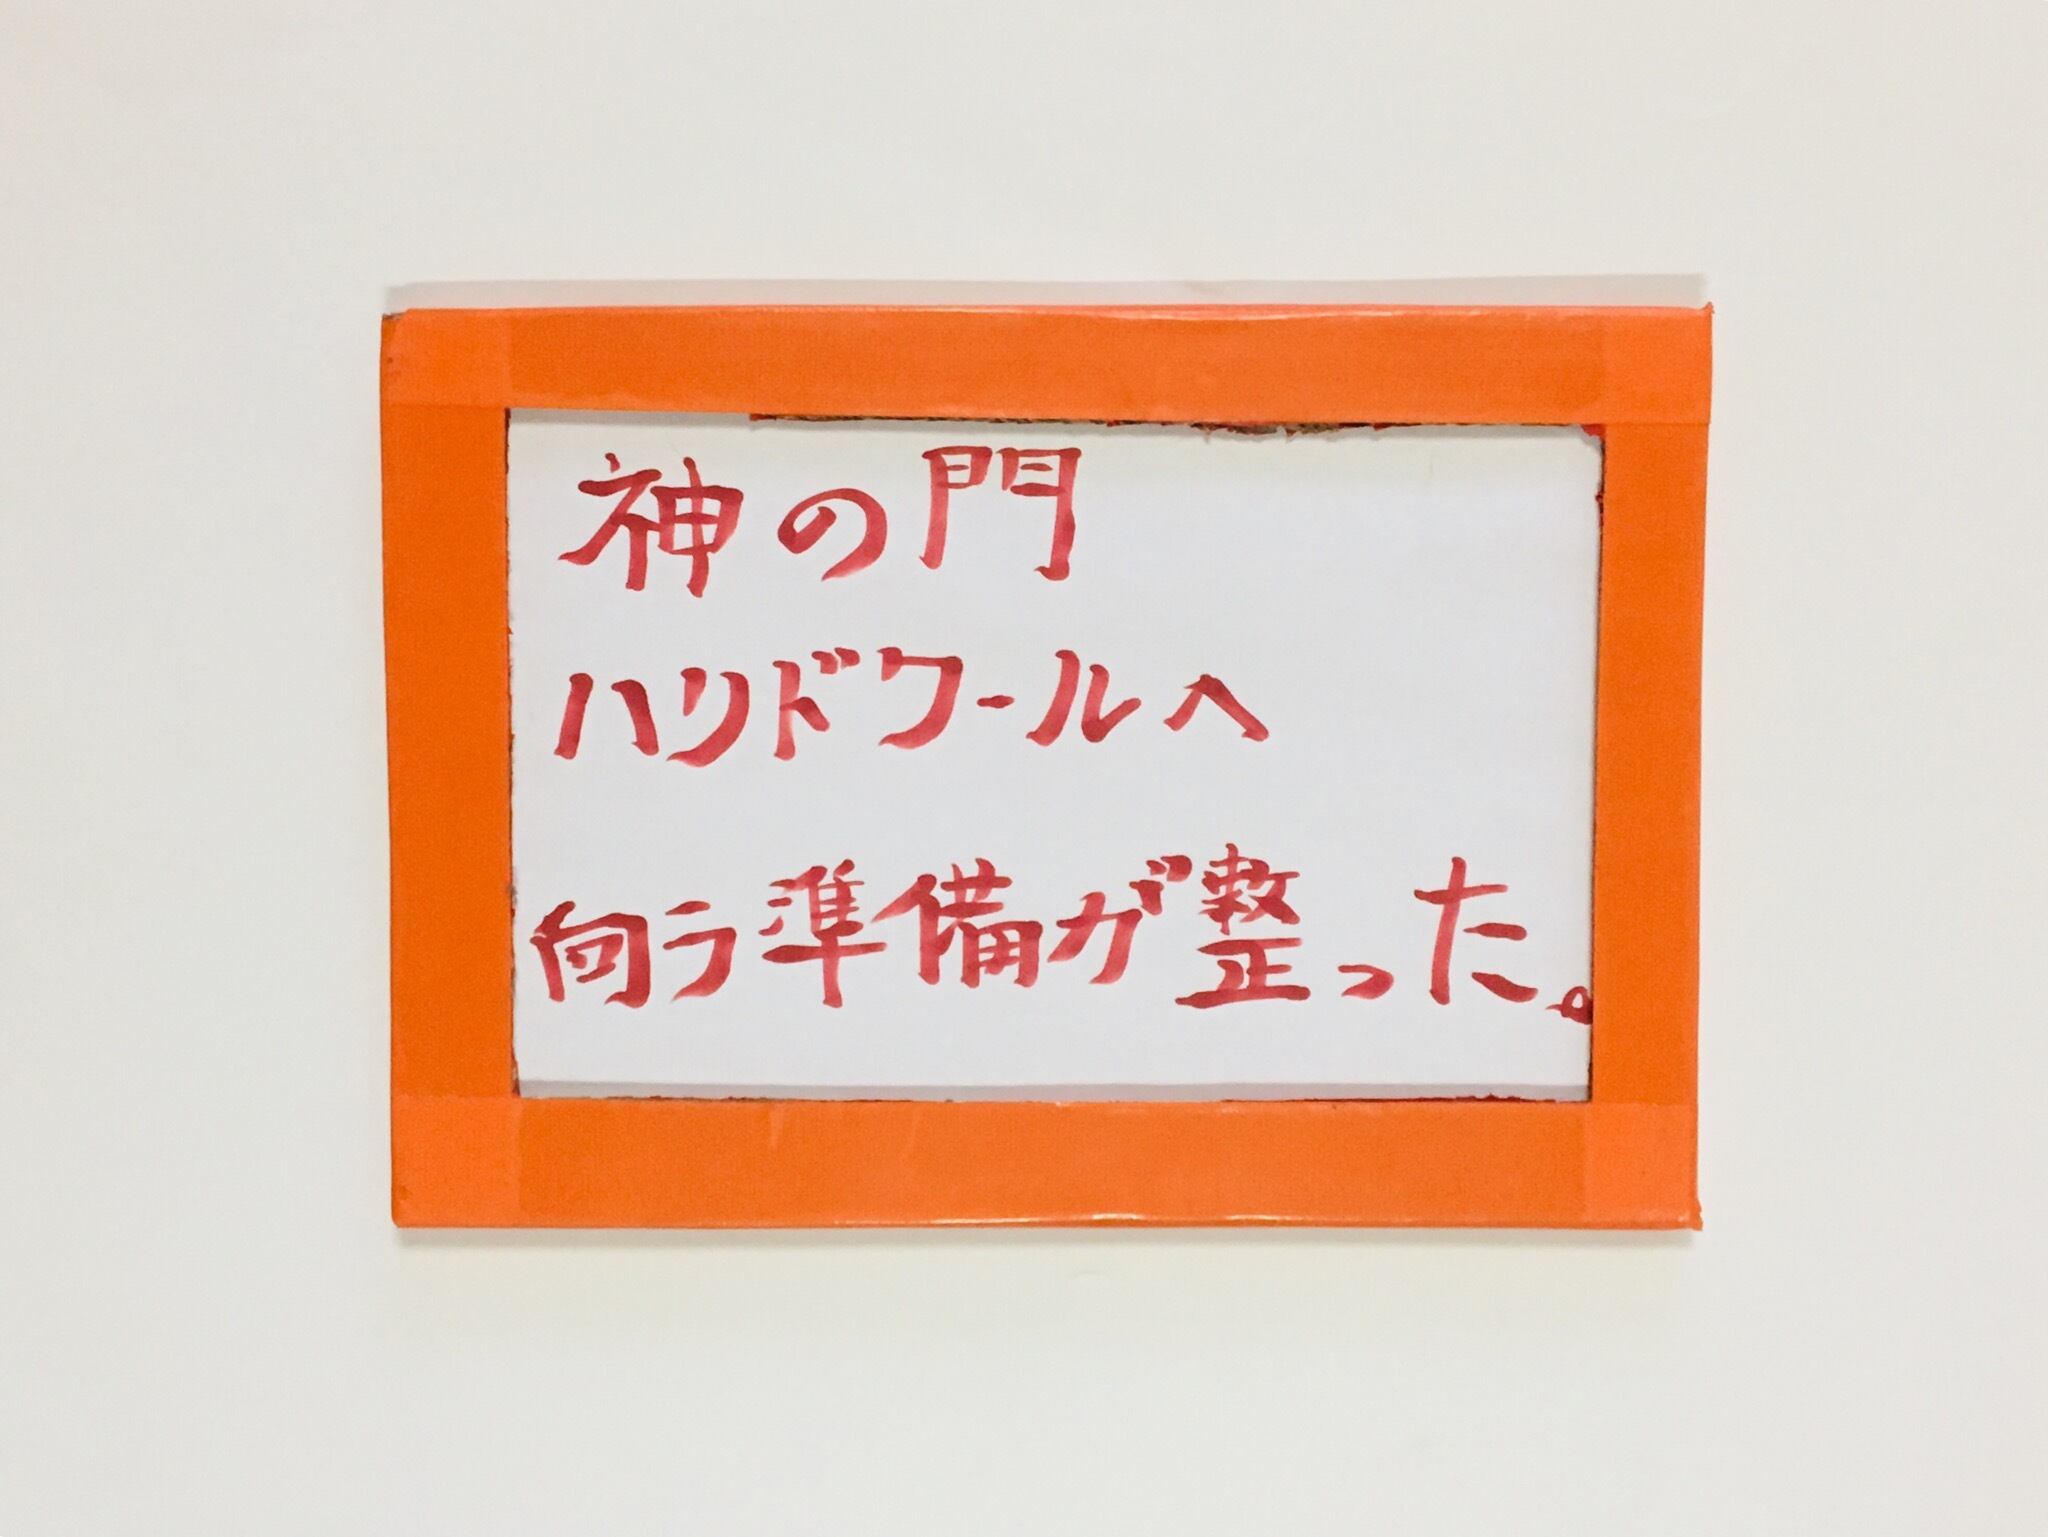 神の門
ハリドワールへ
向う準備が整った。